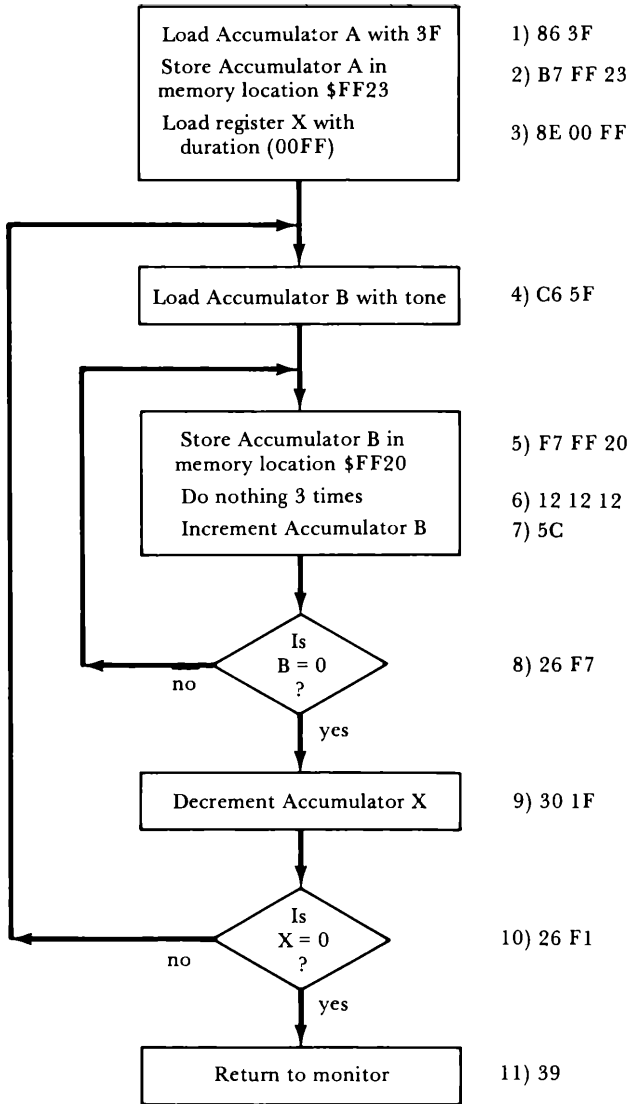 Load Accumulator A with 3F
1) 86 3F
Store Accumulator A in
memory location $FF23
2) B7 FF 23
Load register X with
duration (00FF)
3) 8E 00 FF
Load Accumulator B with tone
4) C6 5F
Store Accumulator B in
memory location $FF20
5) F7 FF 20
Do nothing 3 times
6) 12 12 12
Increment Accumulator B
7) 5C
Is
B = 0
?
no
yes
8) 26 F7
Decrement Accumulator X
9) 30 1F
Is
X = 0
?
no
yes
10) 26 F1
Return to monitor
11) 39